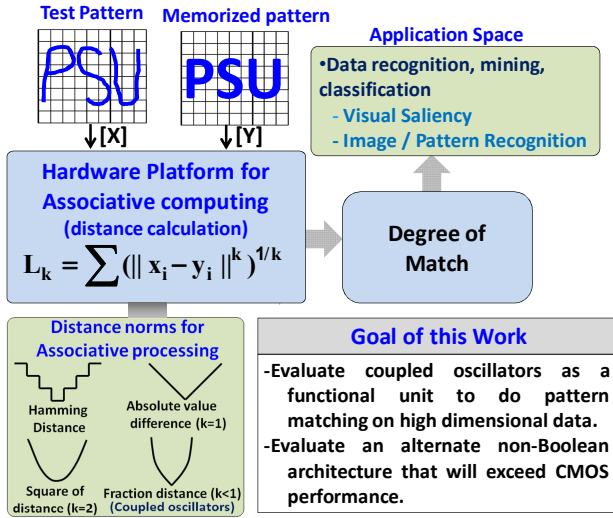 Test Pattern
Memorized pattern
PSU
PSU
[X]
[Y]
Application Space
•Data recognition, mining,
classification
- Visual Saliency
- Image / Pattern Recognition
Hardware Platform for
Associative computing
(distance calculation)
L_k = ∑(‖ x_i – y_i ‖^k )^1/k
Degree of
Match
Distance norms for
Associative processing
Hamming
Distance
Absolute value
difference (k=1)
Square of
distance (k=2)
Fraction distance (k<1)
(Coupled oscillators)
Goal of this Work
-Evaluate coupled oscillators as a
functional unit to do pattern
matching on high dimensional data.
-Evaluate an alternate non-Boolean
architecture that will exceed CMOS
performance.